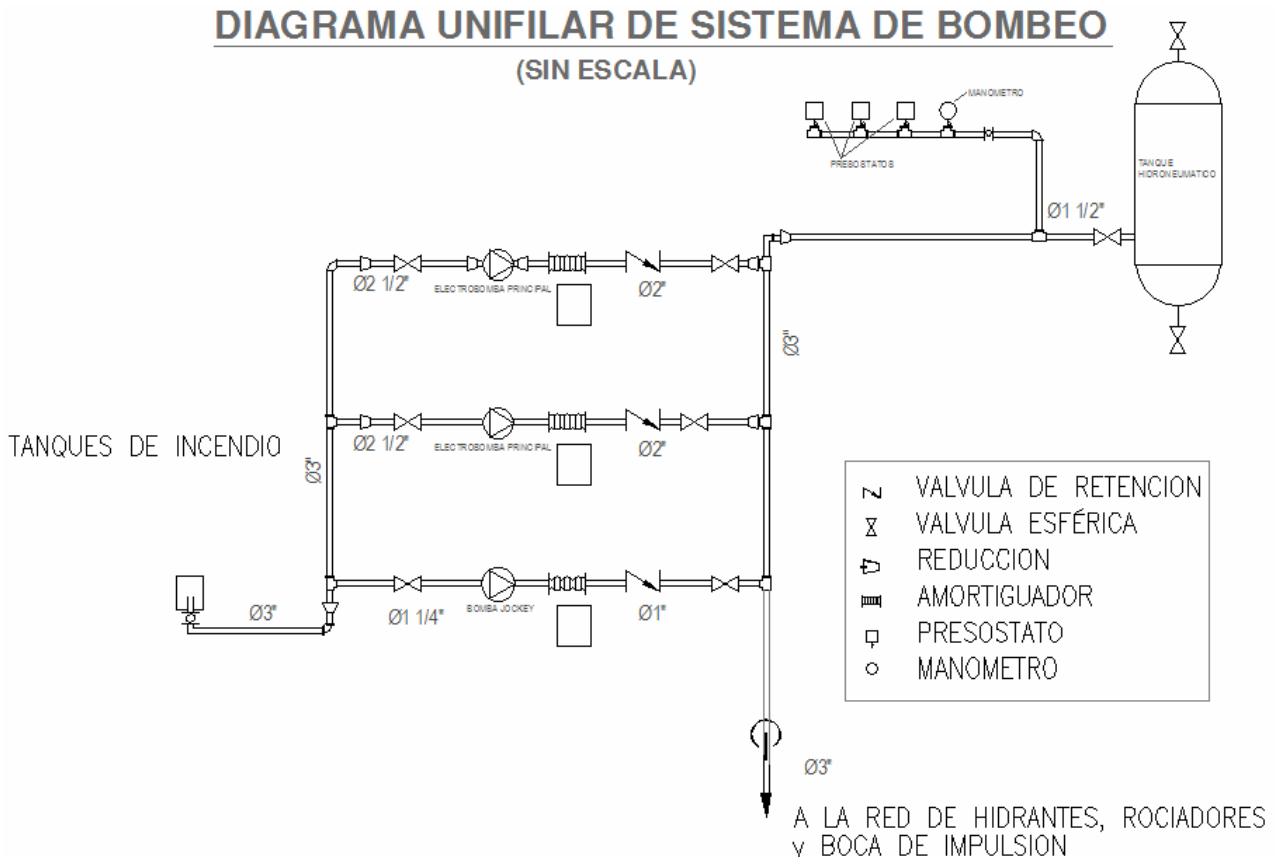 DIAGRAMA UNIFILAR DE SISTEMA DE BOMBEO
(SIN ESCALA)
MANOMETRO
PRESOSTATOS
TANQUE
HIDRONEUMATICO
Ø1 1/2"
Ø2 1/2"
ELECTROBOMBA PRINCIPAL
Ø2"
Ø3"
TANQUES DE INCENDIO
Ø2 1/2"
ELECTROBOMBA PRINCIPAL
Ø2"
Ø3"
Ø3"
Ø1 1/4"
BOMBA JOCKEY
Ø1"
VALVULA DE RETENCION
VALVULA ESFÉRICA
REDUCCION
AMORTIGUADOR
PRESOSTATO
MANOMETRO
Ø3"
A LA RED DE HIDRANTES, ROCIADORES
y BOCA DE IMPULSION